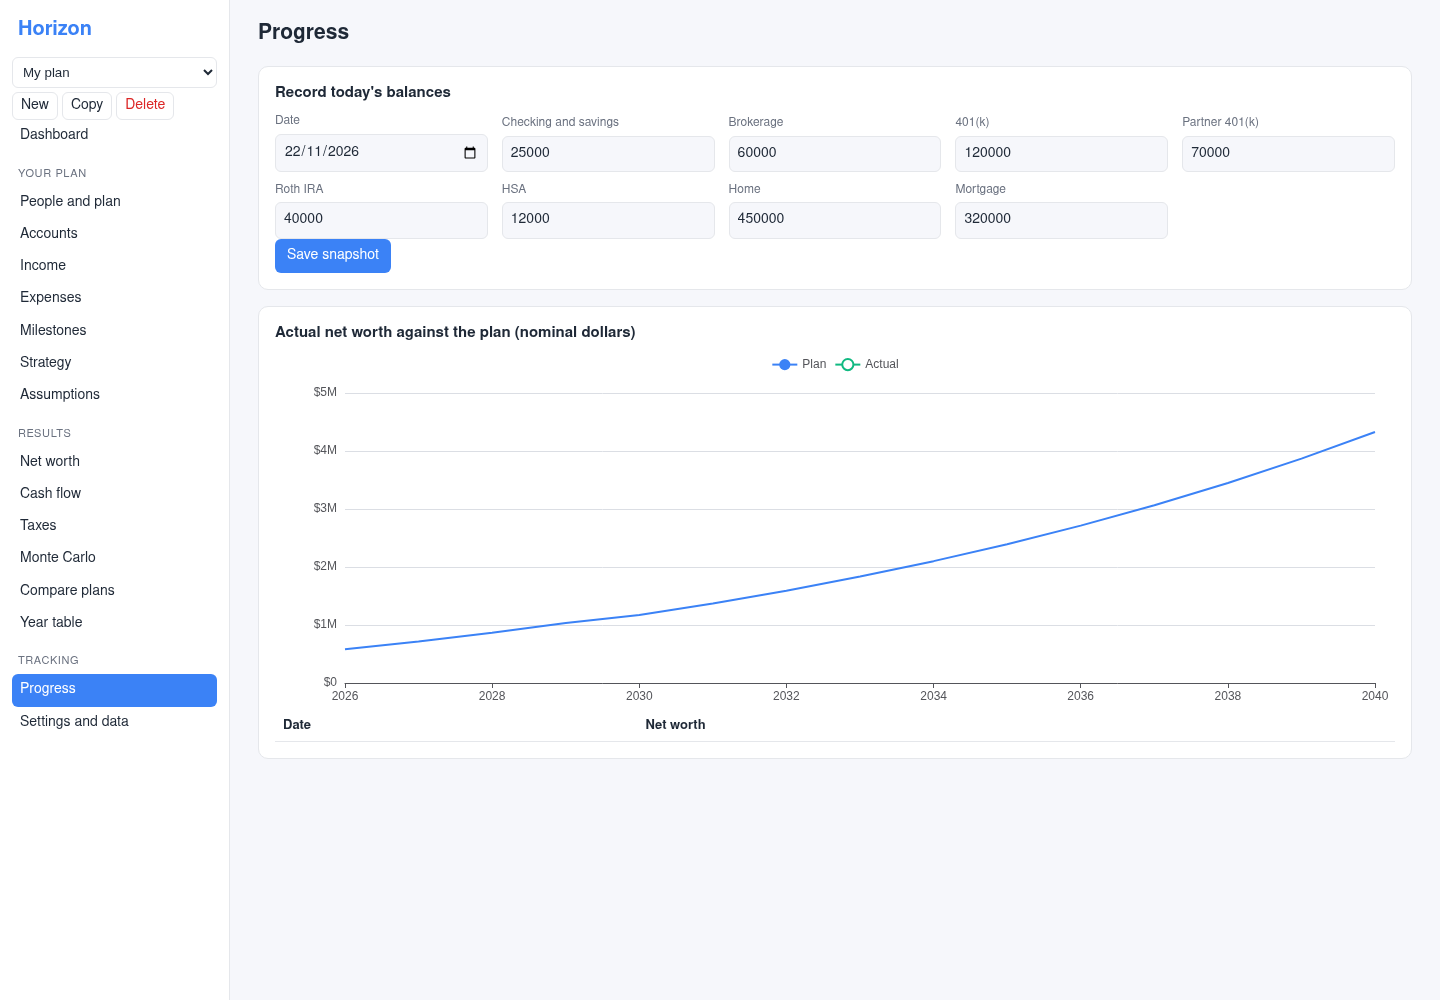 Horizon
My plan
New Copy Delete
Dashboard
YOUR PLAN
People and plan
Accounts
Income
Expenses
Milestones
Strategy
Assumptions
RESULTS
Net worth
Cash flow
Taxes
Monte Carlo
Compare plans
Year table
TRACKING
Progress
Settings and data
Progress
Record today's balances
Date Checking and savings Brokerage 401(k) Partner 401(k)
22/11/2026 25000 60000 120000 70000
Roth IRA HSA Home Mortgage
40000 12000 450000 320000
Save snapshot
Actual net worth against the plan (nominal dollars)
Plan Actual
$5M
$4M
$3M
$2M
$1M
$0
2026 2028 2030 2032 2034 2036 2038 2040
Date Net worth